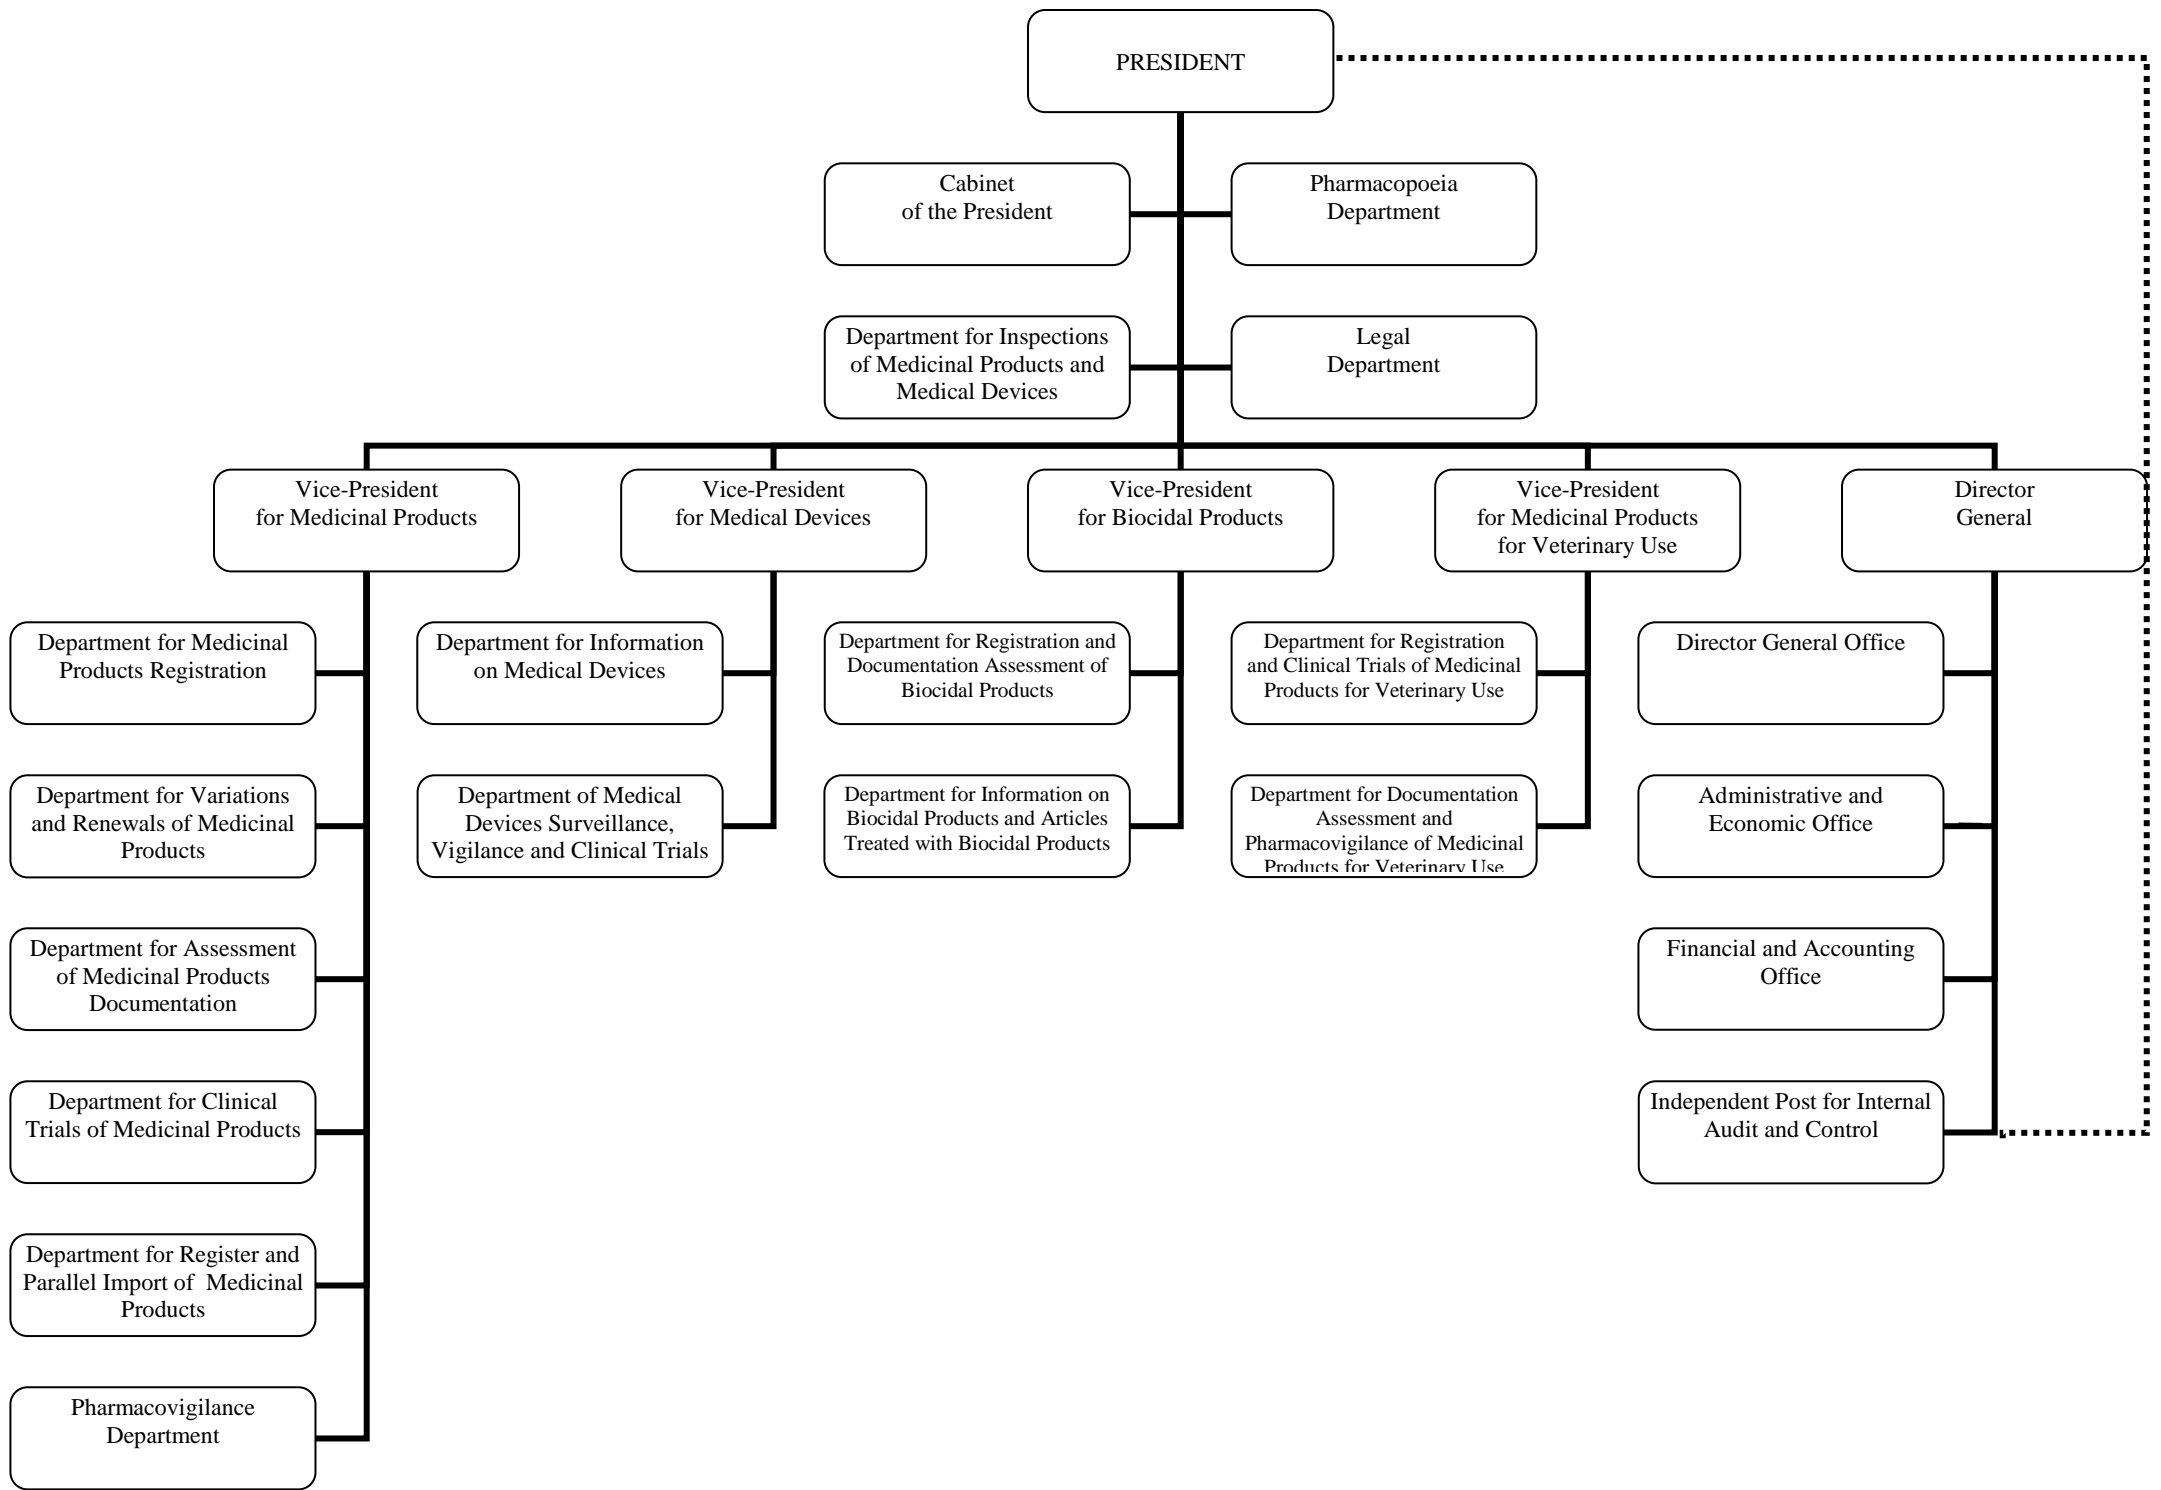 PRESIDENT
Cabinet
of the President
Pharmacopoeia
Department
Department for Inspections
of Medicinal Products and
Medical Devices
Legal
Department
Vice-President
for Medicinal Products
Vice-President
for Medical Devices
Vice-President
for Biocidal Products
Vice-President
for Medicinal Products
for Veterinary Use
Director
General
Department for Medicinal
Products Registration
Department for Information
on Medical Devices
Department for Registration and
Documentation Assessment of
Biocidal Products
Department for Registration
and Clinical Trials of Medicinal
Products for Veterinary Use
Director General Office
Department for Variations
and Renewals of Medicinal
Products
Department of Medical
Devices Surveillance,
Vigilance and Clinical Trials
Department for Information on
Biocidal Products and Articles
Treated with Biocidal Products
Department for Documentation
Assessment and
Pharmacovigilance of Medicinal
Products for Veterinary Use
Administrative and
Economic Office
Department for Assessment
of Medicinal Products
Documentation
Financial and Accounting
Office
Department for Clinical
Trials of Medicinal Products
Independent Post for Internal
Audit and Control
Department for Register and
Parallel Import of  Medicinal
Products
Pharmacovigilance
Department